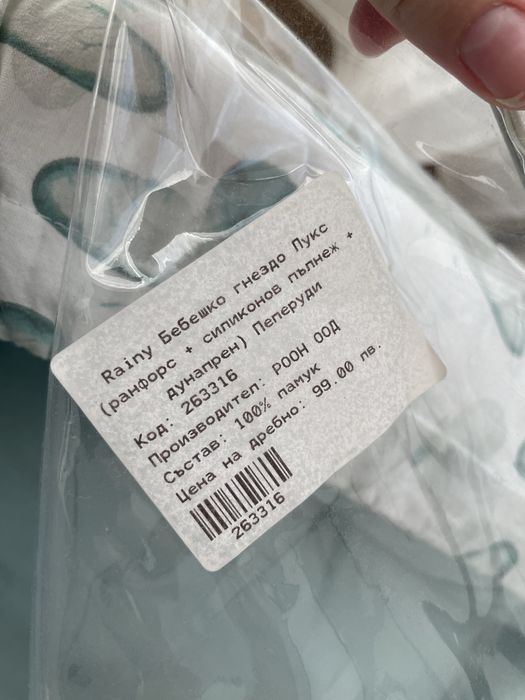 Rainy Бебешко гнездо Лукс
(ранфорс + силиконов пълнеж +
дунапрен) Пеперуди
Код: 263316
Производител: РООН ООД
Състав: 100% памук
Цена на дребно: 99.00 лв.
263316